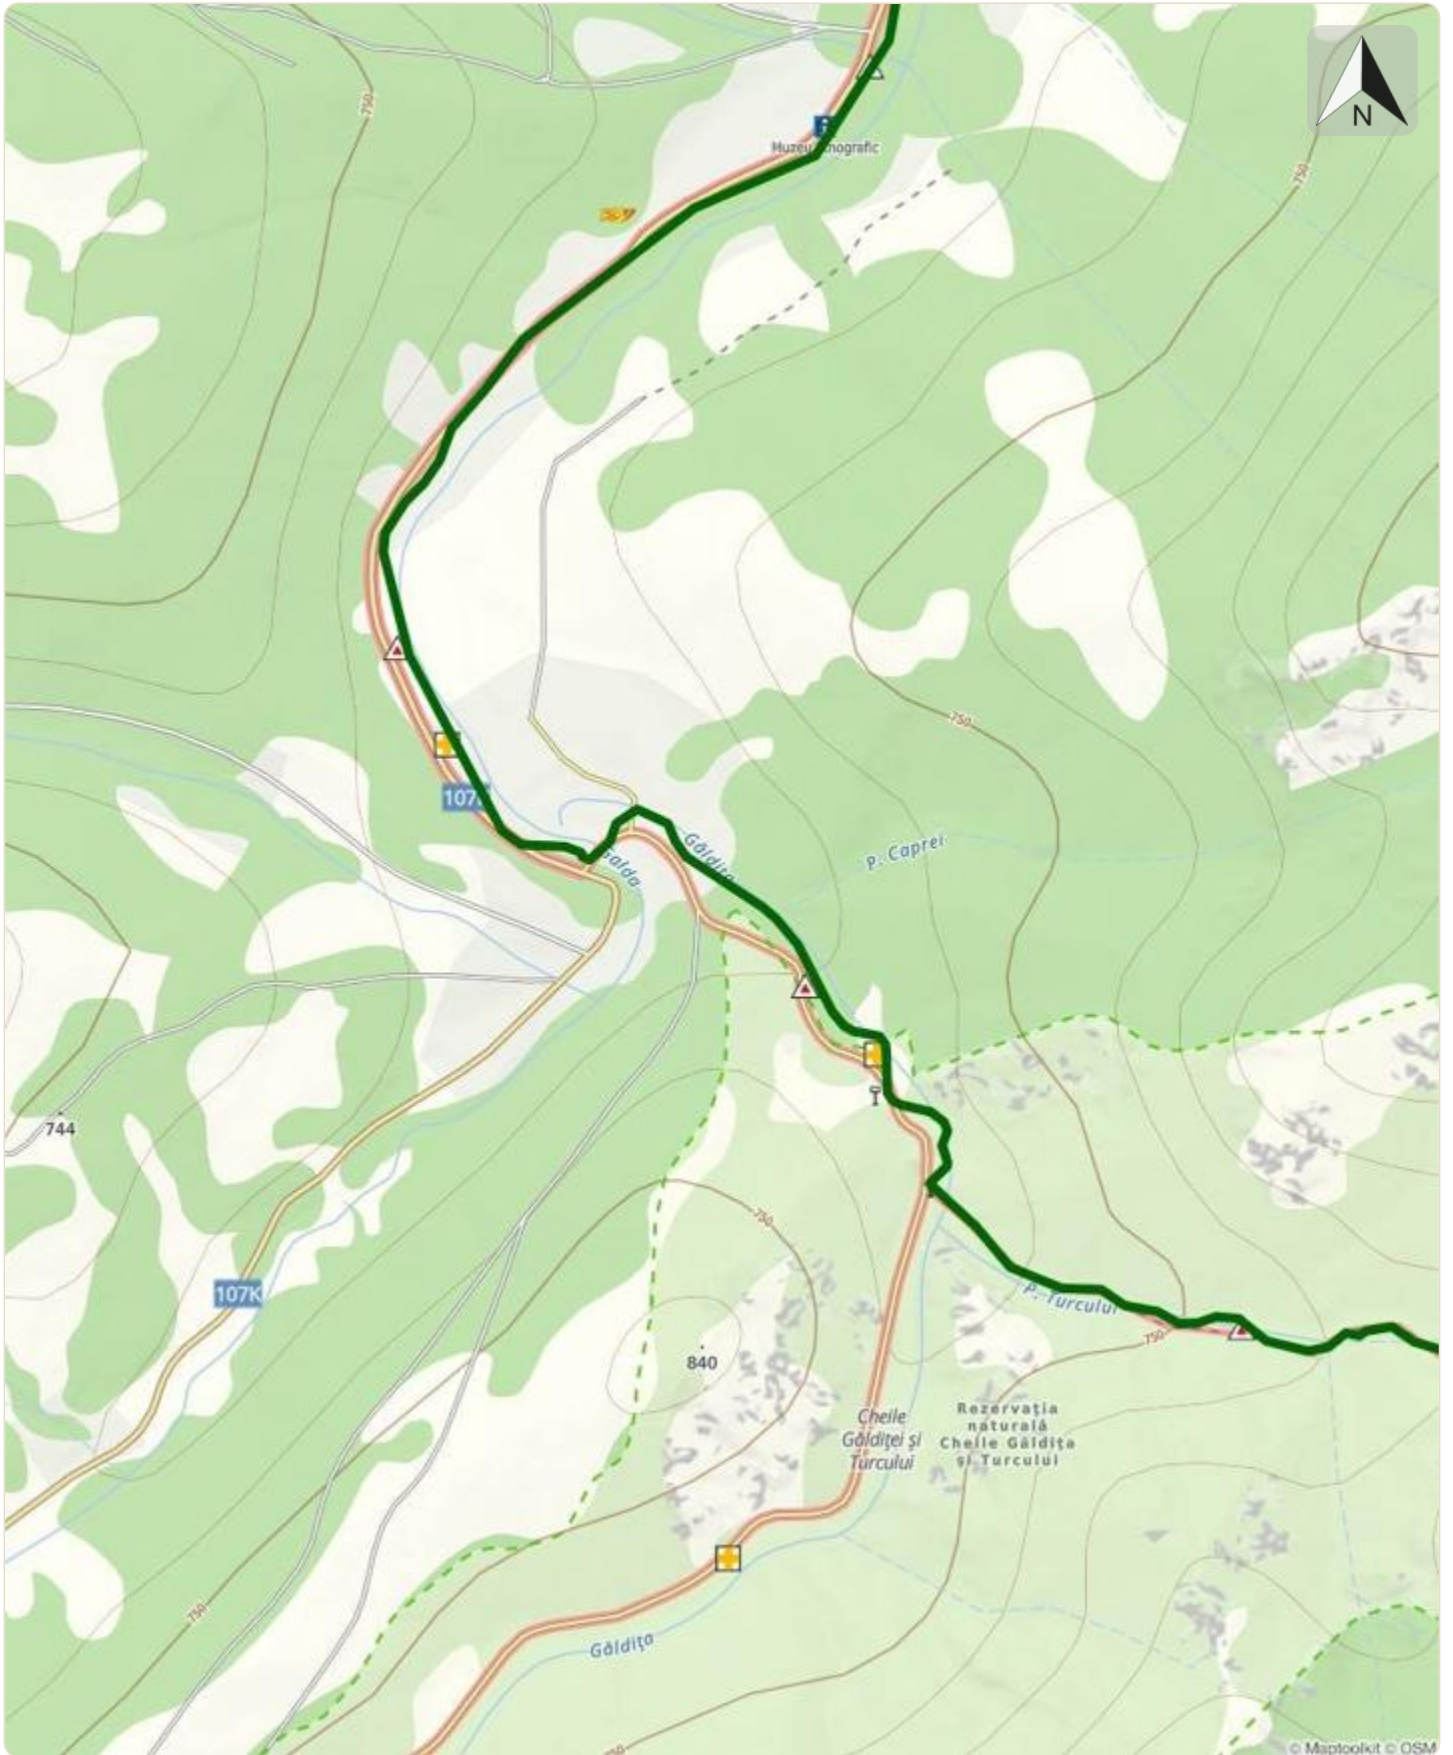 N
750
750
Muzeu
750
107
Galda
Gâldița
P. Caprei
744
750
107K
P. Turcului
750
840
Cheile
Gâldiței și
Turcului
Rezervația
naturală
Cheile Gâldița
și Turcului
750
Gâldița
© Maptoolkit © OSM